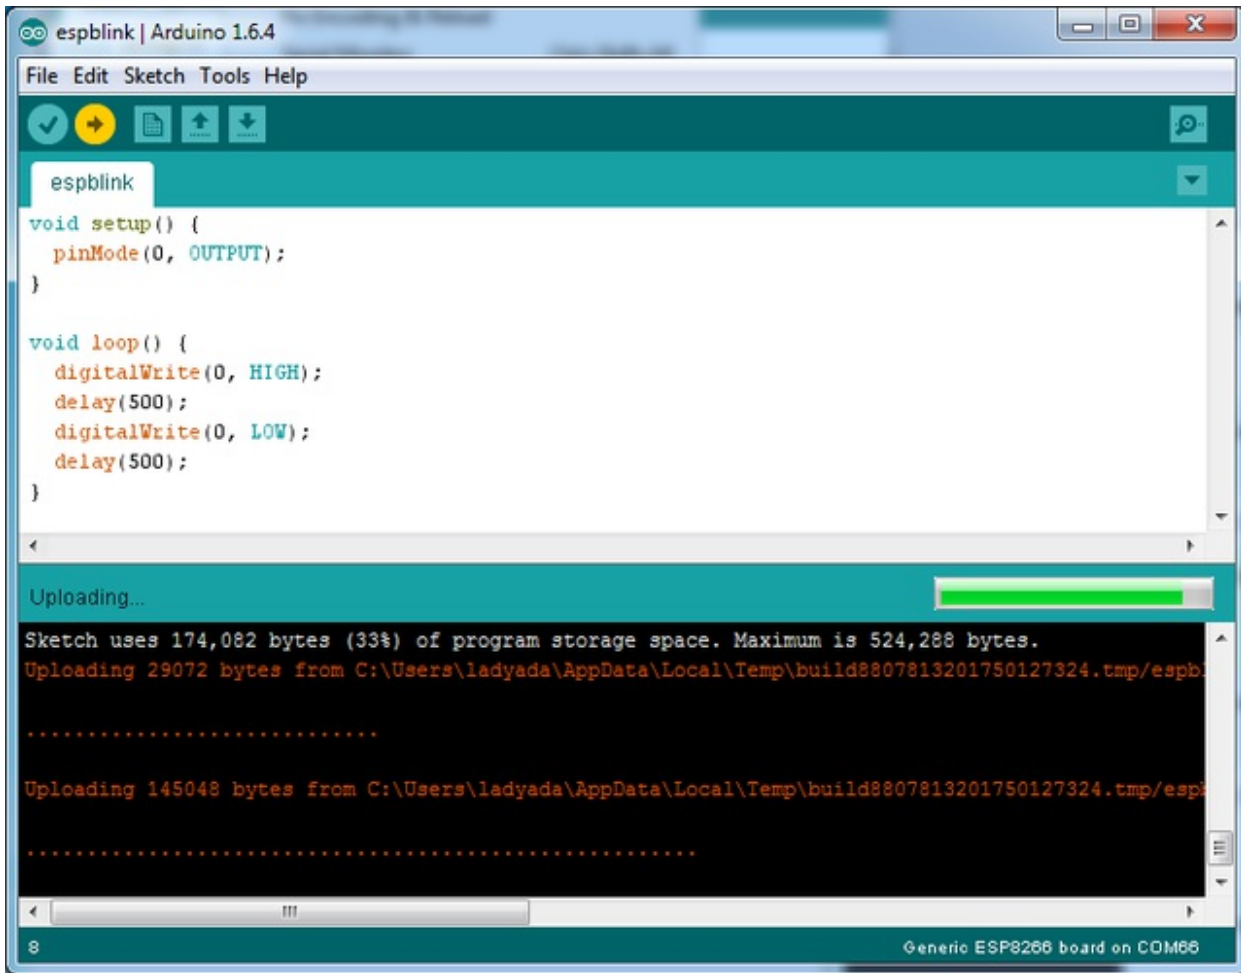 espblink | Arduino 1.6.4
File Edit Sketch Tools Help
espblink
void setup() {
  pinMode(0, OUTPUT);
}
void loop() {
  digitalWrite(0, HIGH);
  delay(500);
  digitalWrite(0, LOW);
  delay(500);
}
Uploading...
Sketch uses 174,082 bytes (33%) of program storage space. Maximum is 524,288 bytes.
Uploading 29072 bytes from C:\Users\ladyada\AppData\Local\Temp\build8807813201750127324.tmp/espb
..............................
Uploading 145048 bytes from C:\Users\ladyada\AppData\Local\Temp\build8807813201750127324.tmp/esp
.........................................................
8
Generic ESP8266 board on COM66